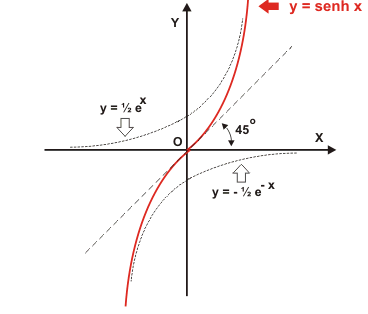 Y
y = senh x
y = ½ eˣ
45°
O
X
y = - ½ e⁻ ˣ